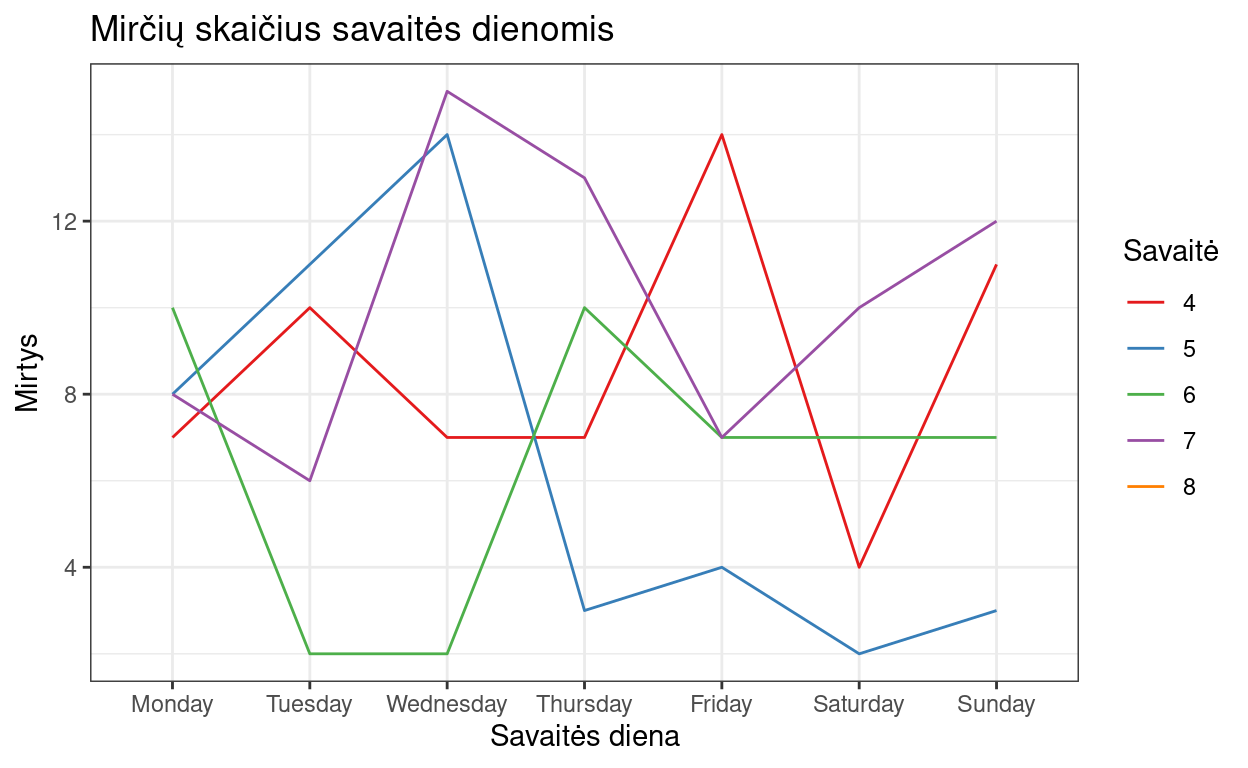 Mirčių skaičius savaitės dienomis
Mirtys
12
8
4
Monday Tuesday Wednesday Thursday Friday Saturday Sunday
Savaitės diena
Savaitė
4
5
6
7
8